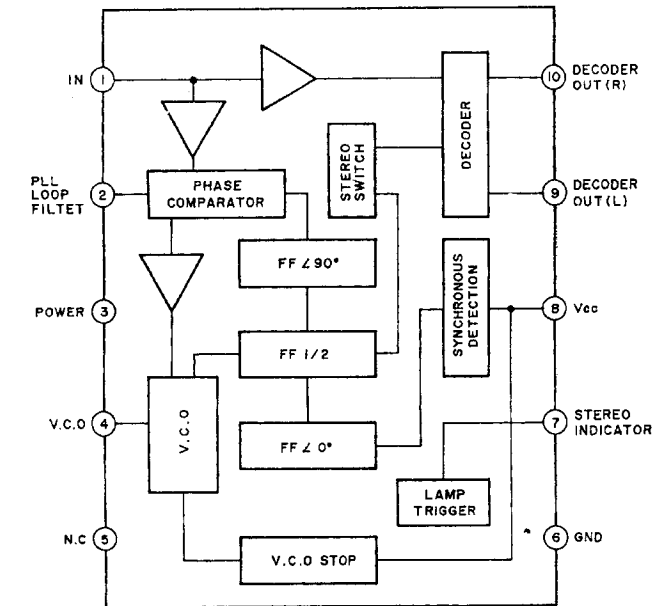 IN 1
10 DECODER
OUT (R)
DECODER
STEREO
SWITCH
PLL
LOOP
FILTET
2
PHASE
COMPARATOR
9 DECODER
OUT (L)
FF ∠90°
SYNCHRONOUS
DETECTION
POWER 3
8 Vcc
FF 1/2
V.C.O 4
V.C.O
FF ∠ 0°
7 STEREO
INDICATOR
LAMP
TRIGGER
N.C 5
6 GND
V.C.O STOP